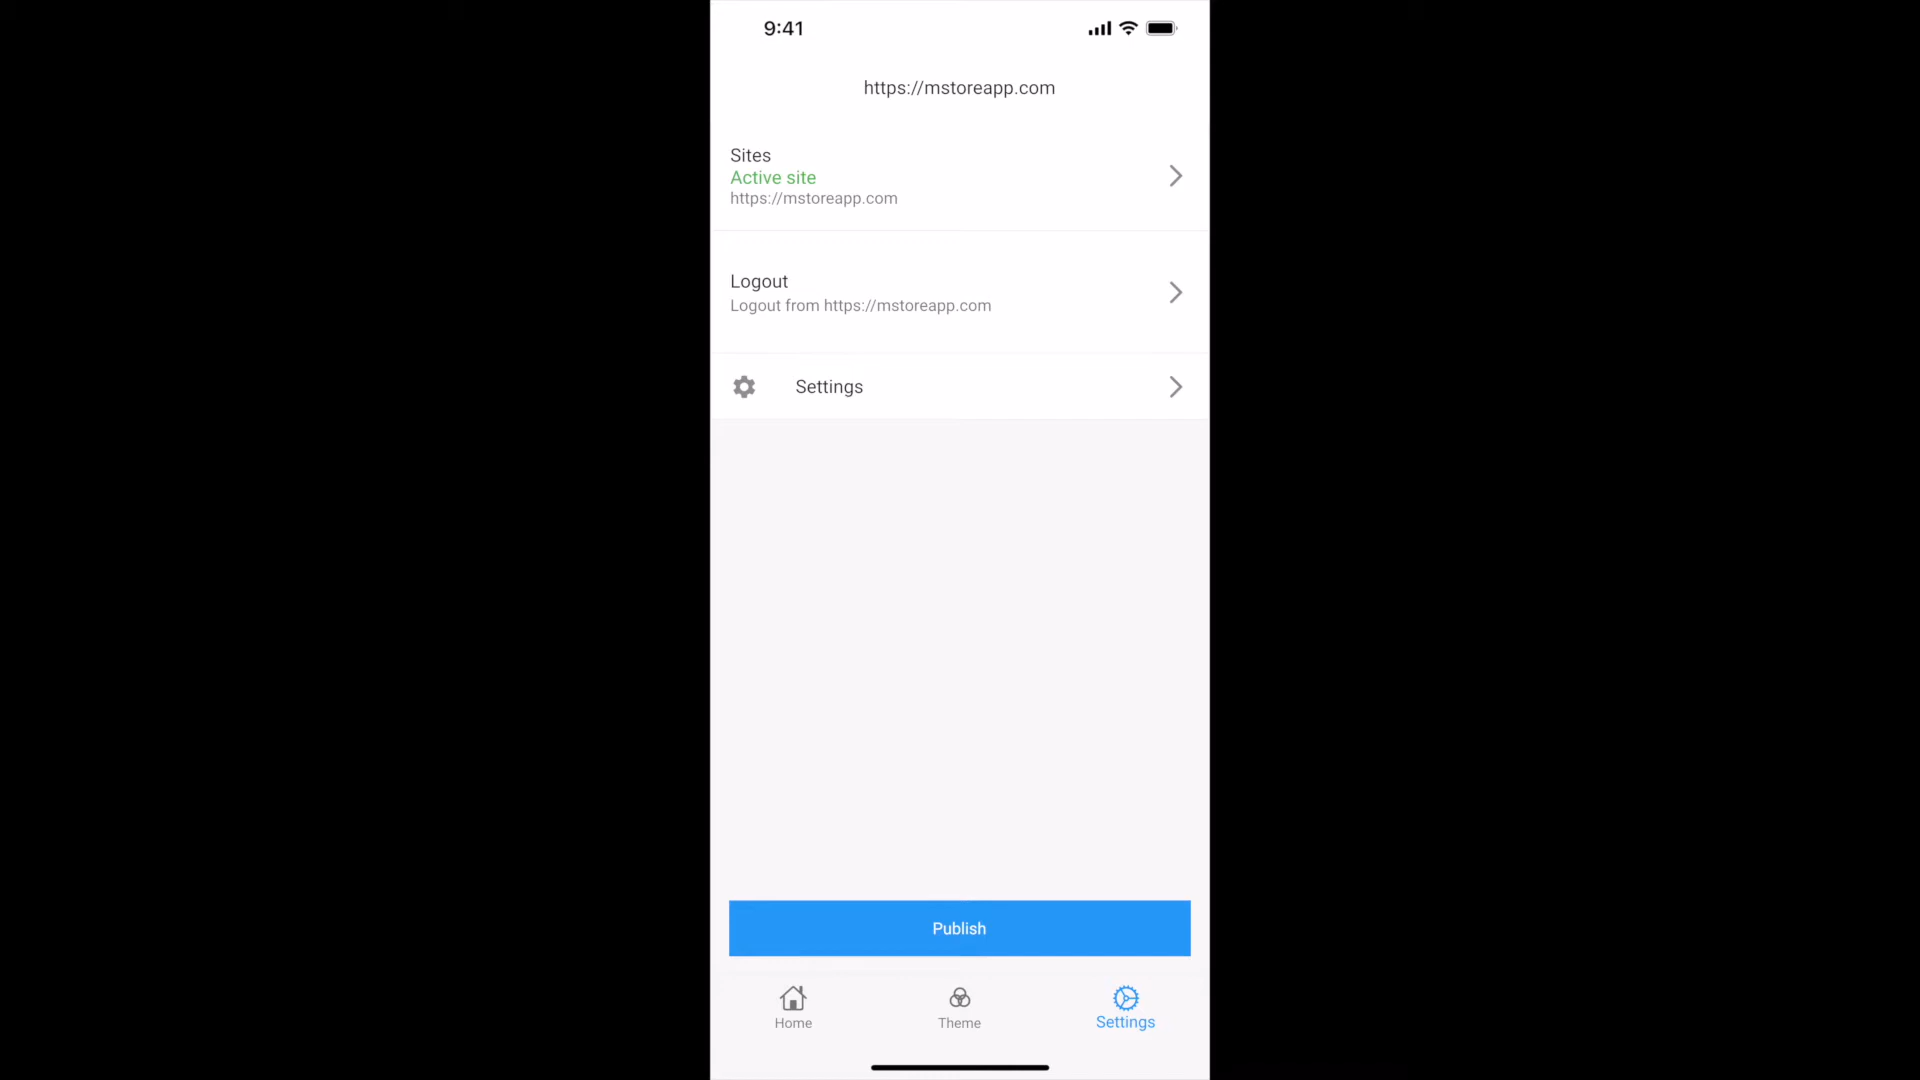 9:41
https://mstoreapp.com
Sites
Active site
https://mstoreapp.com
Logout
Logout from https://mstoreapp.com
Settings
Publish
Home
Theme
Settings